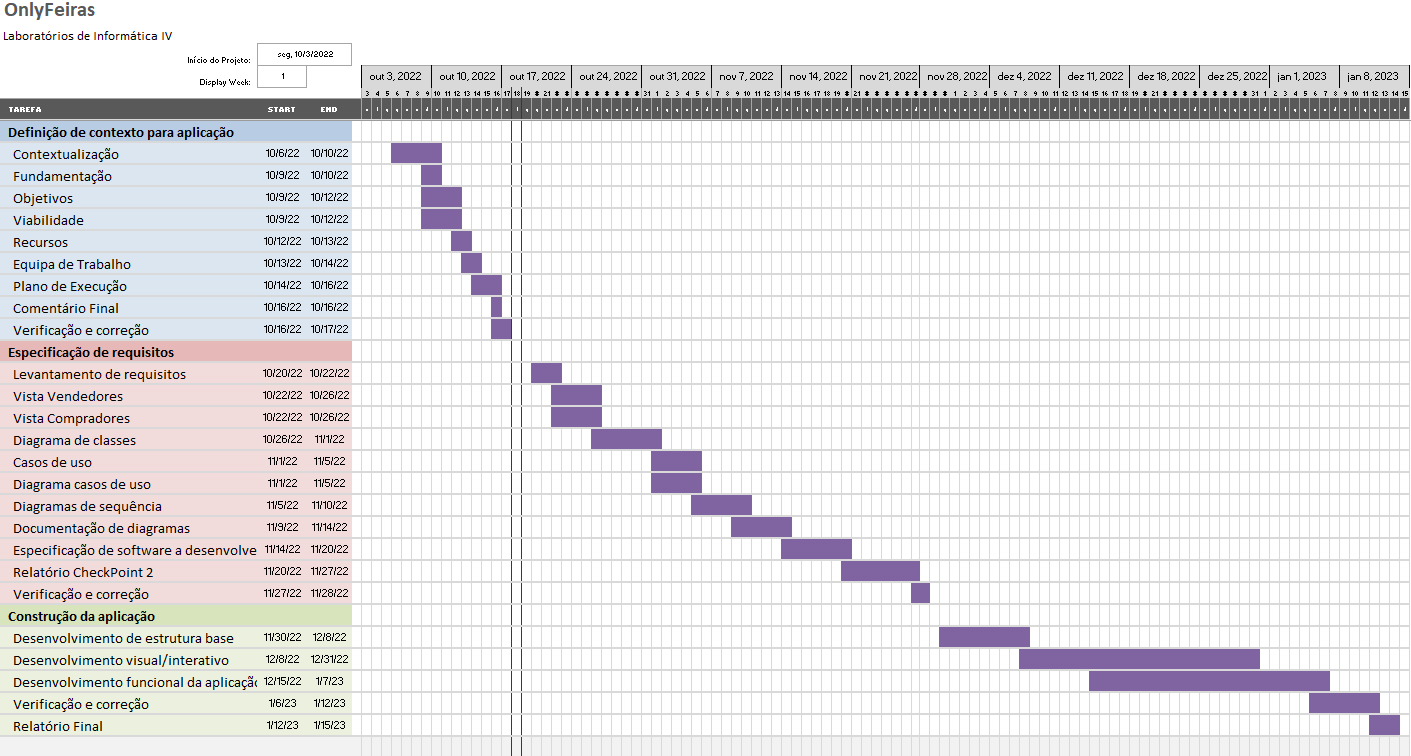 OnlyFeiras
Laboratórios de Informática IV
Início do Projeto: seg, 10/3/2022
Display Week: 1
out 3, 2022 out 10, 2022 out 17, 2022 out 24, 2022 out 31, 2022 nov 7, 2022 nov 14, 2022 nov 21, 2022 nov 28, 2022 dez 4, 2022 dez 11, 2022 dez 18, 2022 dez 25, 2022 jan 1, 2023 jan 8, 2023
TAREFA START END
Definição de contexto para aplicação
Contextualização 10/6/22 10/10/22
Fundamentação 10/9/22 10/10/22
Objetivos 10/9/22 10/12/22
Viabilidade 10/9/22 10/12/22
Recursos 10/12/22 10/13/22
Equipa de Trabalho 10/13/22 10/14/22
Plano de Execução 10/14/22 10/16/22
Comentário Final 10/16/22 10/16/22
Verificação e correção 10/16/22 10/17/22
Especificação de requisitos
Levantamento de requisitos 10/20/22 10/22/22
Vista Vendedores 10/22/22 10/26/22
Vista Compradores 10/22/22 10/26/22
Diagrama de classes 10/26/22 11/1/22
Casos de uso 11/1/22 11/5/22
Diagrama casos de uso 11/1/22 11/5/22
Diagramas de sequência 11/5/22 11/10/22
Documentação de diagramas 11/9/22 11/14/22
Especificação de software a desenvolve 11/14/22 11/20/22
Relatório CheckPoint 2 11/20/22 11/27/22
Verificação e correção 11/27/22 11/28/22
Construção da aplicação
Desenvolvimento de estrutura base 11/30/22 12/8/22
Desenvolvimento visual/interativo 12/8/22 12/31/22
Desenvolvimento funcional da aplicação 12/15/22 1/7/23
Verificação e correção 1/6/23 1/12/23
Relatório Final 1/12/23 1/15/23